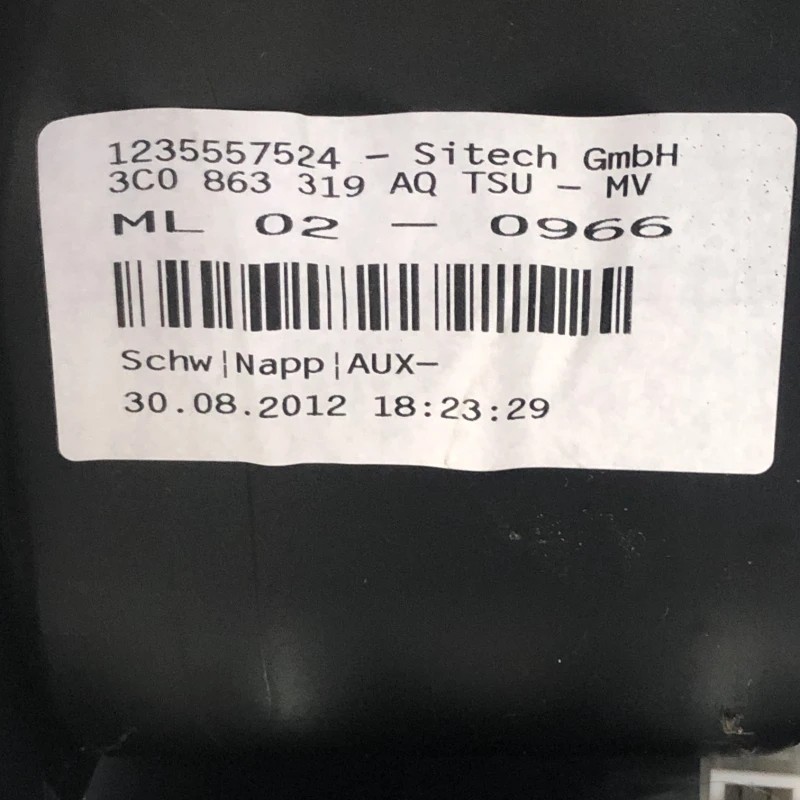 1235557524 - Sitech GmbH
3C0 863 319 AQ TSU - MV
ML 02 - 0966
Schw|Napp|AUX-
30.08.2012 18:23:29